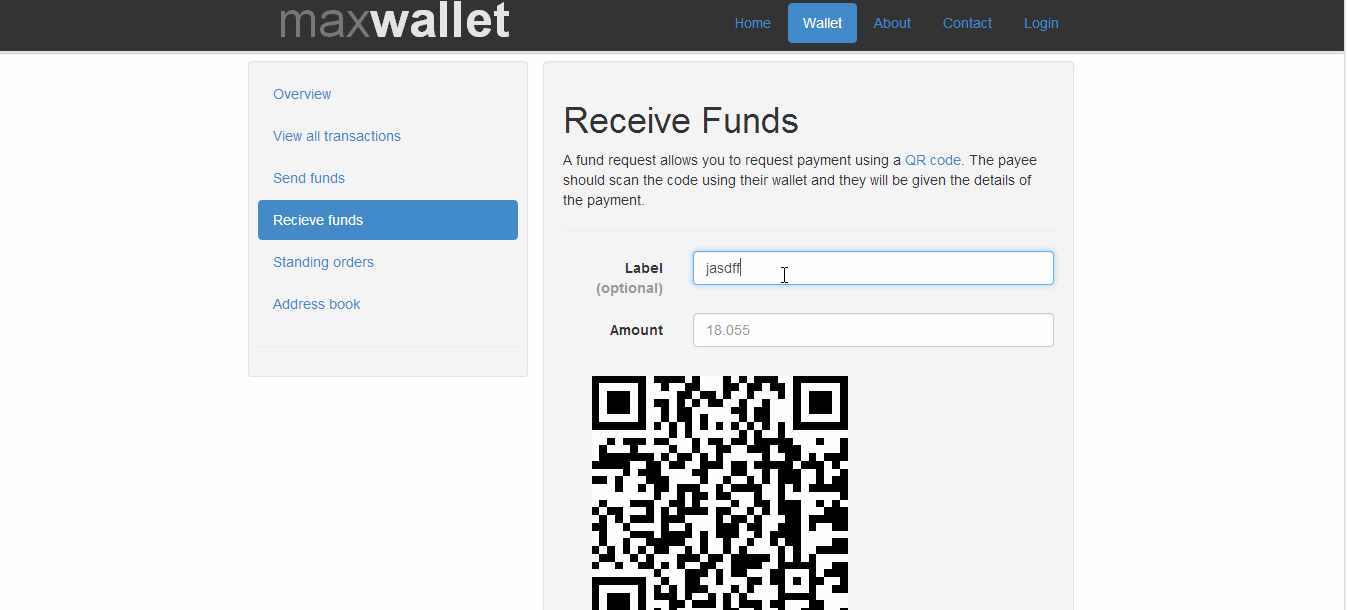 maxwallet
Home
Wallet
About
Contact
Login
Overview
View all transactions
Send funds
Recieve funds
Standing orders
Address book
Receive Funds
A fund request allows you to request payment using a QR code. The payee
should scan the code using their wallet and they will be given the details of
the payment.
Label
(optional)
jasdff
Amount
18.055